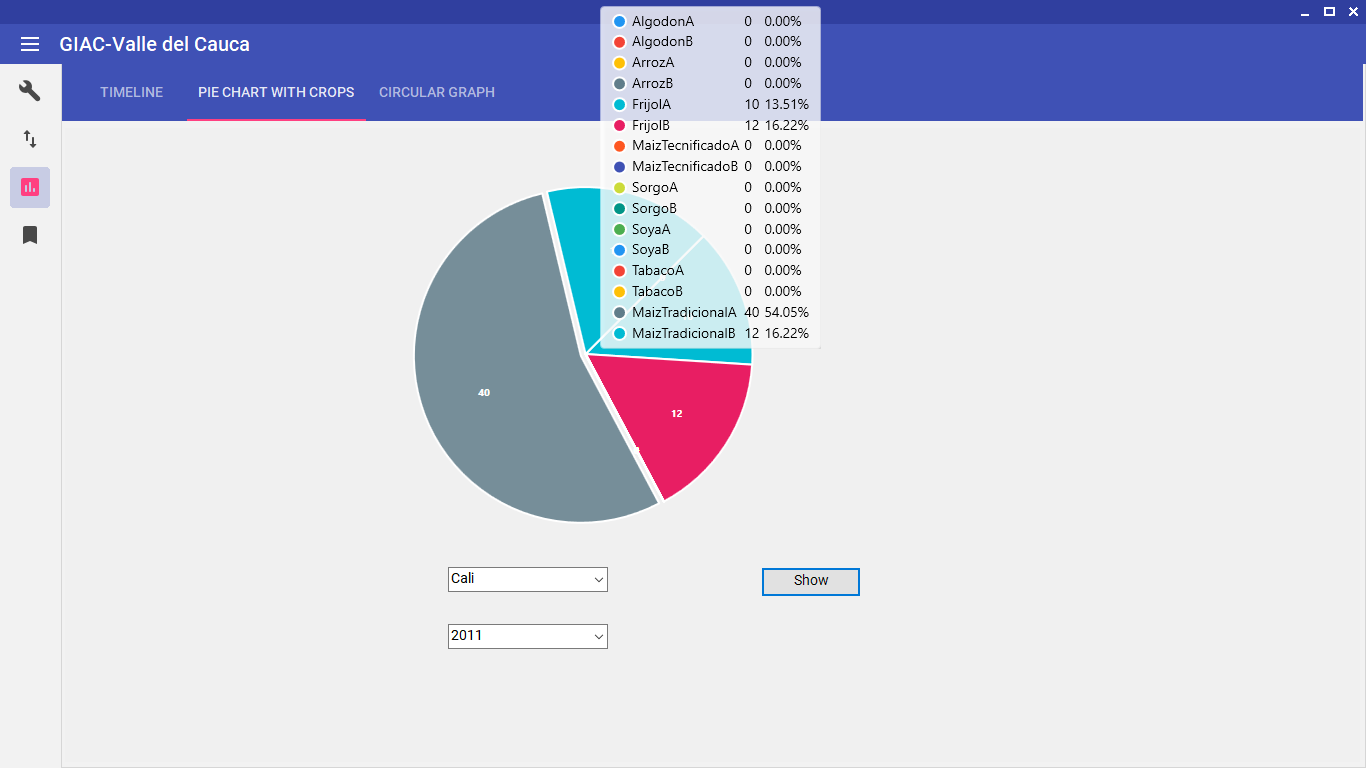 GIAC-Valle del Cauca
TIMELINE PIE CHART WITH CROPS CIRCULAR GRAPH
AlgodonA 0 0.00%
AlgodonB 0 0.00%
ArrozA 0 0.00%
ArrozB 0 0.00%
FrijolA 10 13.51%
FrijolB 12 16.22%
MaizTecnificadoA 0 0.00%
MaizTecnificadoB 0 0.00%
SorgoA 0 0.00%
SorgoB 0 0.00%
SoyaA 0 0.00%
SoyaB 0 0.00%
TabacoA 0 0.00%
TabacoB 0 0.00%
MaizTradicionalA 40 54.05%
MaizTradicionalB 12 16.22%
40
12
Cali
Show
2011